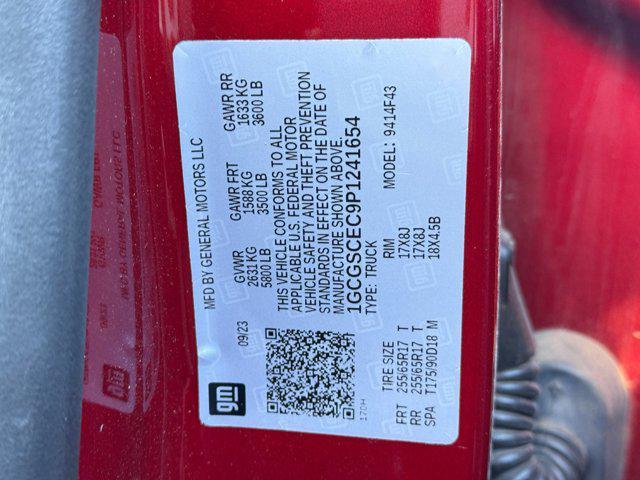 MFD BY GENERAL MOTORS LLC
09/23
GVWR
2631 KG
5800 LB
GAWR FRT
1588 KG
3500 LB
GAWR RR
1633 KG
3600 LB
THIS VEHICLE CONFORMS TO ALL
APPLICABLE U.S. FEDERAL MOTOR
VEHICLE SAFETY AND THEFT PREVENTION
STANDARDS IN EFFECT ON THE DATE OF
MANUFACTURE SHOWN ABOVE.
1GCGSCEC9P1241654
TYPE: TRUCK
MODEL: 9414F43
gm
170H
TIRE SIZE RIM
FRT 255/65R17 T 17X8J
RR 255/65R17 T 17X8J
SPA T175/90D18 M 18X4.5B
gm